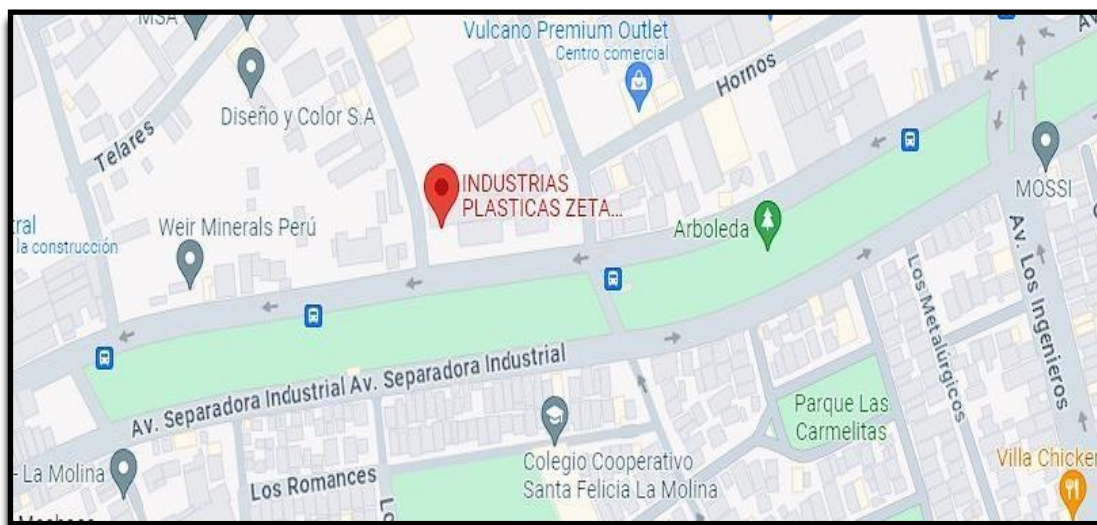 MSA
Vulcano Premium Outlet
Centro comercial
Hornos
Diseño y Color S.A
Telares
INDUSTRIAS
PLASTICAS ZETA...
MOSSI
Arboleda
Weir Minerals Perú
la construcción
Av. Los Ingenieros
Los Metalúrgicos
Av. Separadora Industrial Av. Separadora Industrial
Parque Las
Carmelitas
Colegio Cooperativo
Santa Felicia La Molina
- La Molina
Los Romances
Villa Chicken